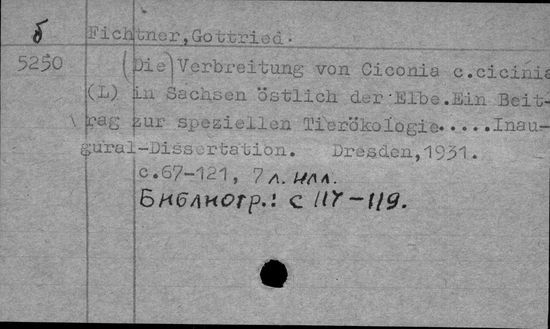 б
Fichtner,Gottried.
5250 (Die) Verbreitung von Ciconia c.cicinia
(L) in Sachsen östlich der Elbe.Ein Beit-
rag zur speziellen Tierökologie.....Inau-
gural-Dissertation. Dresden,1931.
c.67-121, 7 л. илл.
Библиогр.: с 117-119.